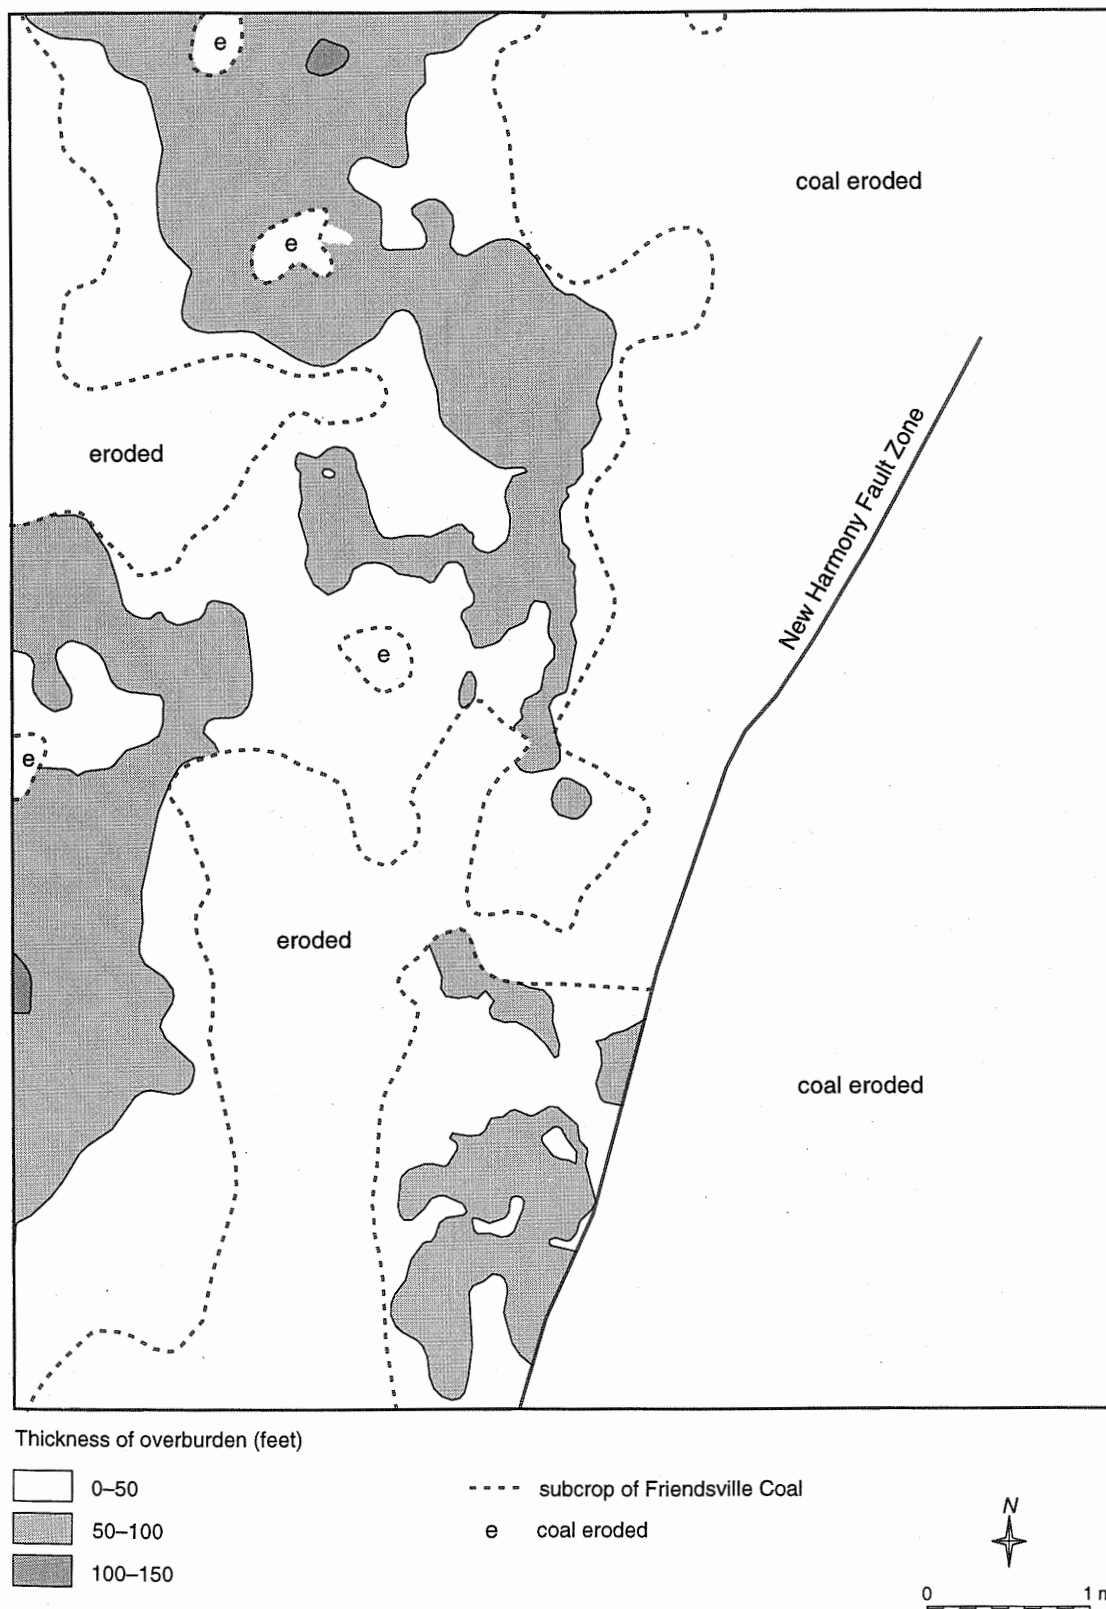 e
coal eroded
e
eroded
New Harmony Fault Zone
e
e
eroded
coal eroded
Thickness of overburden (feet)
0–50
50–100
100–150
subcrop of Friendsville Coal
e coal eroded
N
0 1 m